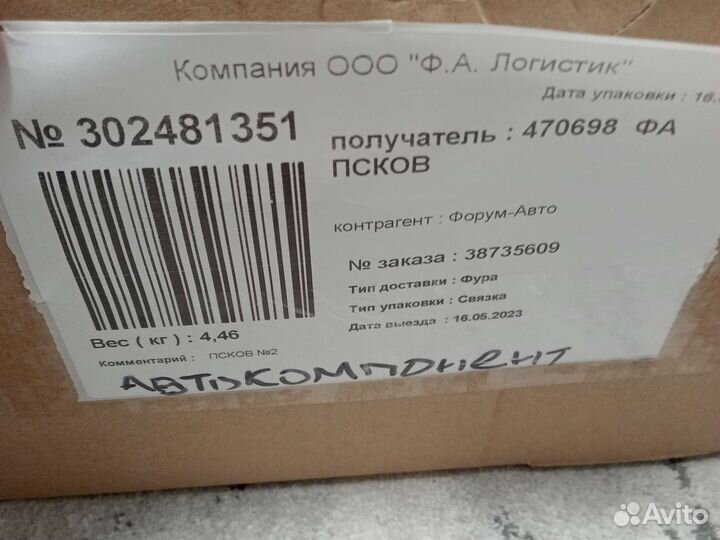 Компания ООО "Ф.А. Логистик"
Дата упаковки : 16.
№ 302481351
получатель : 470698 ФА
ПСКОВ
контрагент : Форум-Авто
№ заказа : 38735609
Тип доставки : Фура
Тип упаковки : Связка
Дата выезда : 16.05.2023
Вес ( кг ) : 4,46
Комментарий : ПСКОВ №2
АВТОКОМПОНЕНТ
Avito